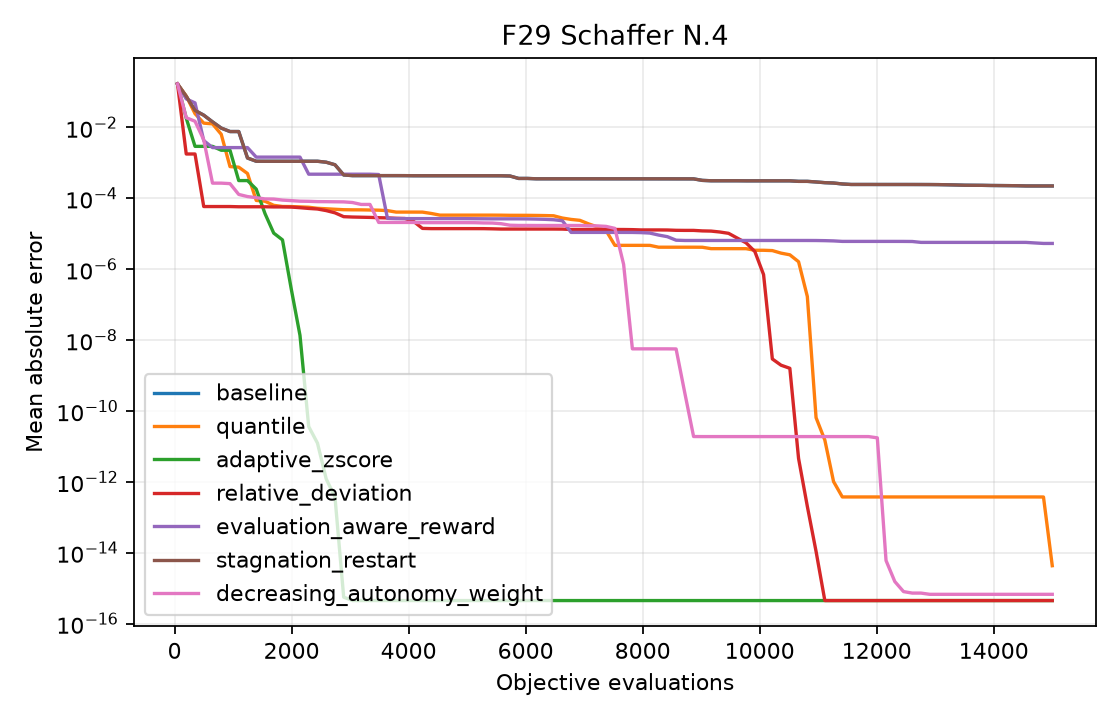 F29 Schaffer N.4
Mean absolute error
10⁻²
10⁻⁴
10⁻⁶
10⁻⁸
10⁻¹⁰
10⁻¹²
10⁻¹⁴
10⁻¹⁶
baseline
quantile
adaptive_zscore
relative_deviation
evaluation_aware_reward
stagnation_restart
decreasing_autonomy_weight
0 2000 4000 6000 8000 10000 12000 14000
Objective evaluations